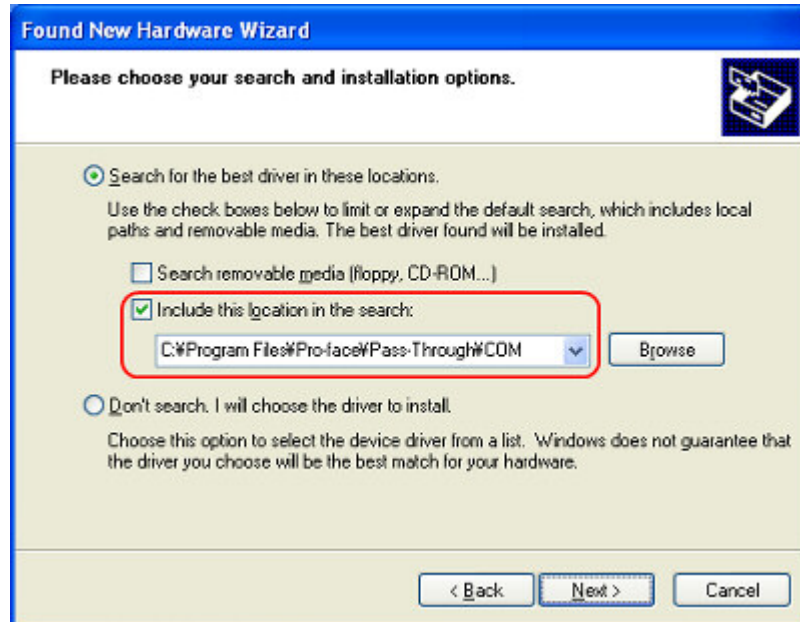 Found New Hardware Wizard
Please choose your search and installation options.
Search for the best driver in these locations.
Use the check boxes below to limit or expand the default search, which includes local
paths and removable media. The best driver found will be installed.
Search removable media (floppy, CD-ROM...)
Include this location in the search:
C:¥Program Files¥Pro-face¥Pass-Through¥COM
Browse
Don't search. I will choose the driver to install.
Choose this option to select the device driver from a list. Windows does not guarantee that
the driver you choose will be the best match for your hardware.
< Back
Next >
Cancel